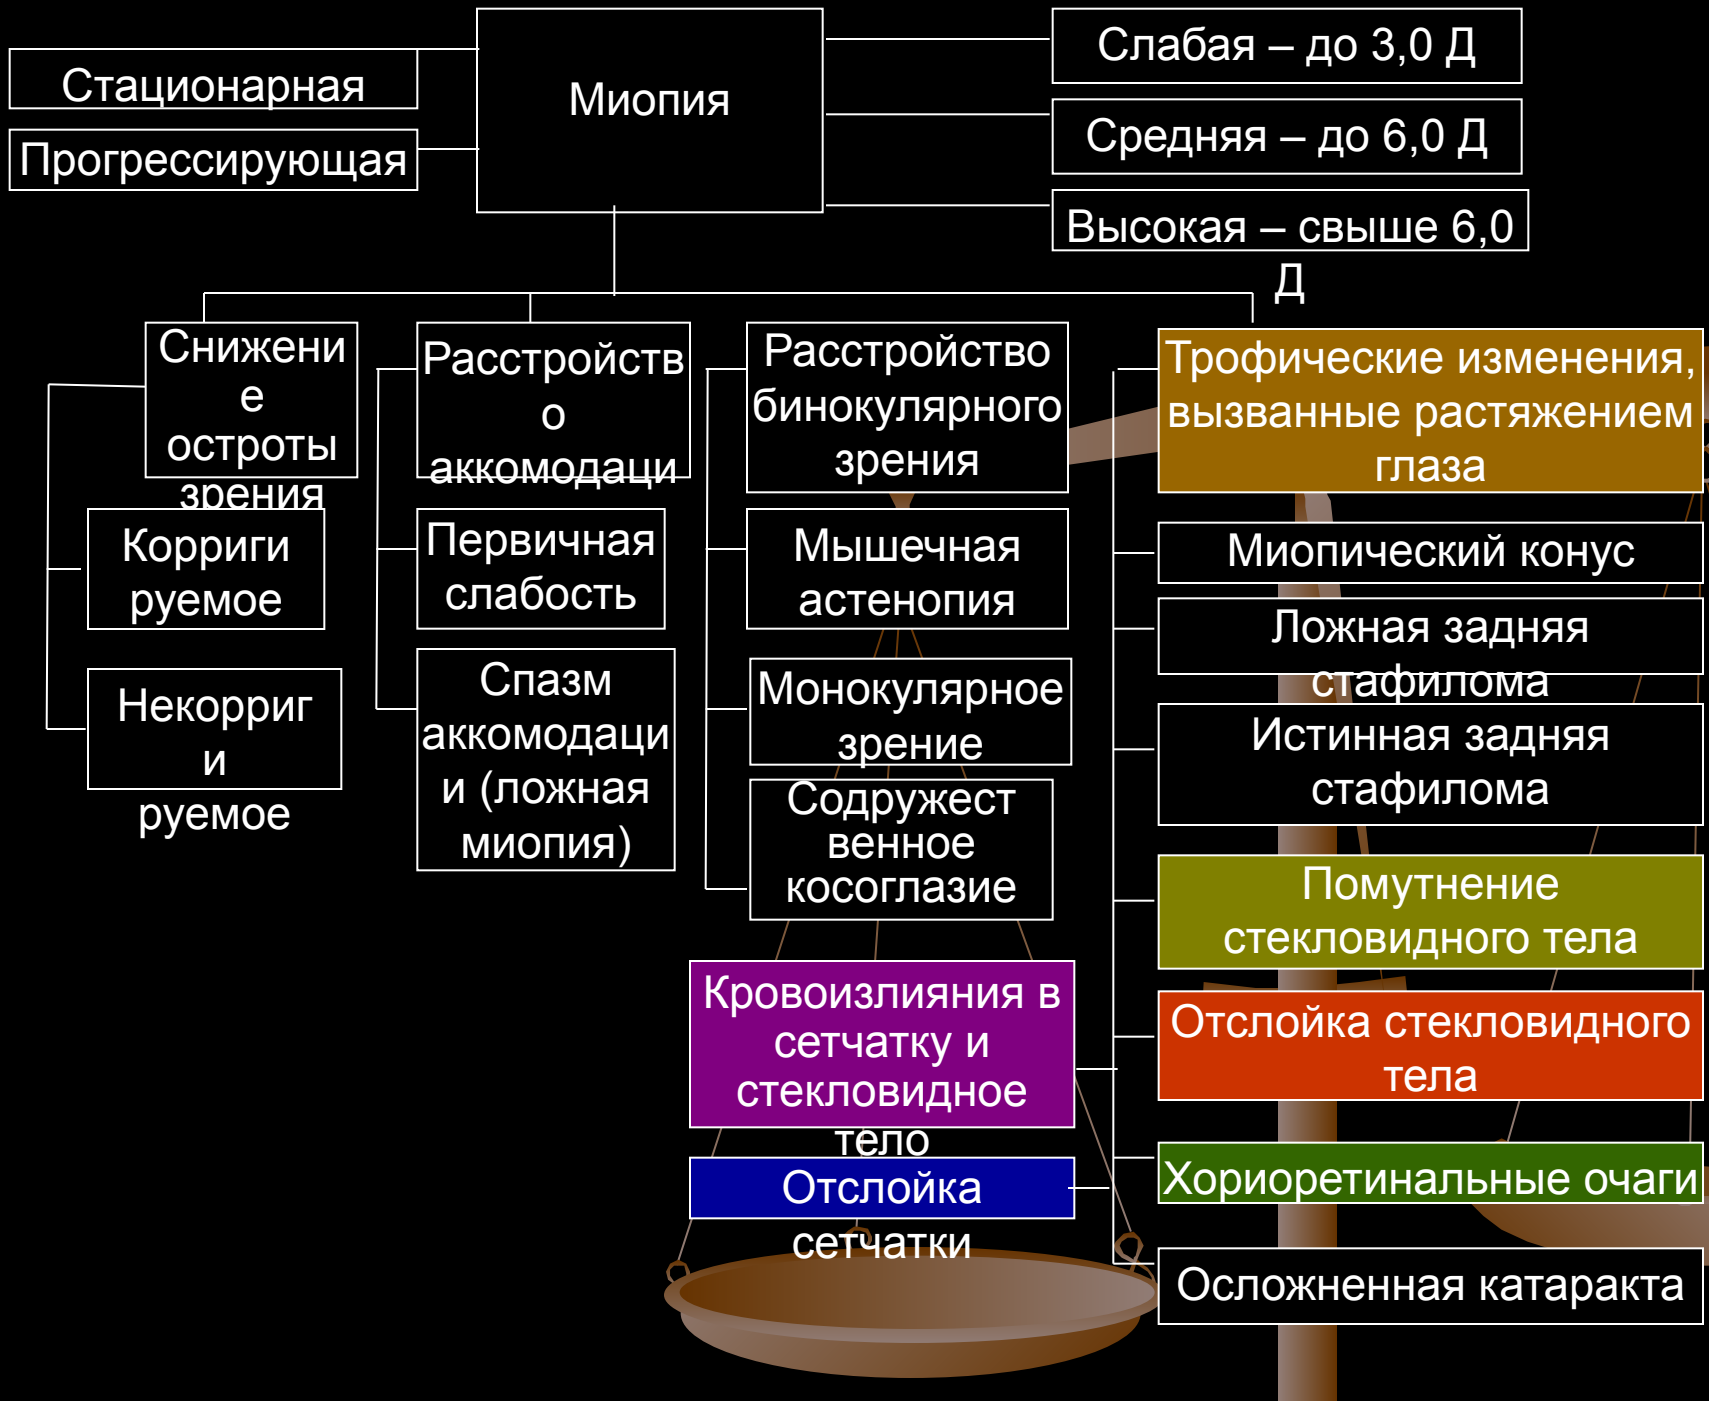 Миопия
Стационарная
Прогрессирующая
Слабая – до 3,0 Д
Средняя – до 6,0 Д
Высокая – свыше 6,0
Д
Снижени
е
остроты
зрения
Корриги
руемое
Некорриг
и
руемое
Расстройств
о
аккомодаци
Первичная
слабость
Спазм
аккомодаци
и (ложная
миопия)
Расстройство
бинокулярного
зрения
Мышечная
астенопия
Монокулярное
зрение
Содружест
венное
косоглазие
Трофические изменения,
вызванные растяжением
глаза
Миопический конус
Ложная задняя
стафилома
Истинная задняя
стафилома
Помутнение
стекловидного тела
Отслойка стекловидного
тела
Хориоретинальные очаги
Осложненная катаракта
Кровоизлияния в
сетчатку и
стекловидное
тело
Отслойка
сетчатки